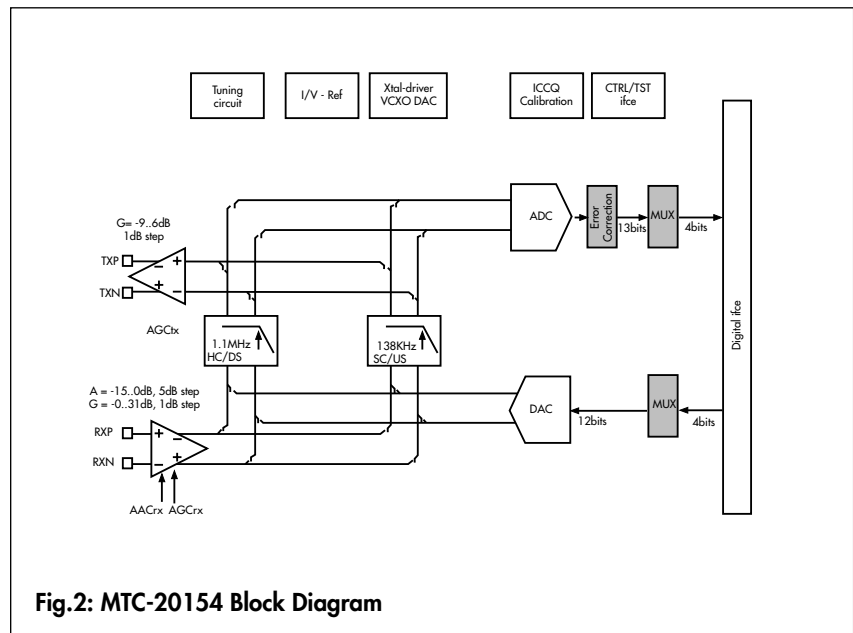 Tuning
circuit
I/V - Ref
Xtal-driver
VCXO DAC
ICCQ
Calibration
CTRL/TST
ifce
G= -9..6dB
1dB step
TXP
TXN
- +
+ -
AGCtx
ADC
Error
Correction
13bits
MUX
4bits
Digital ifce
1.1MHz
HC/DS
138KHz
SC/US
A = -15..0dB, 5dB step
G = -0..31dB, 1dB step
RXP
RXN
+ -
- +
AACrx
AGCrx
DAC
12bits
MUX
4bits
Fig.2: MTC-20154 Block Diagram